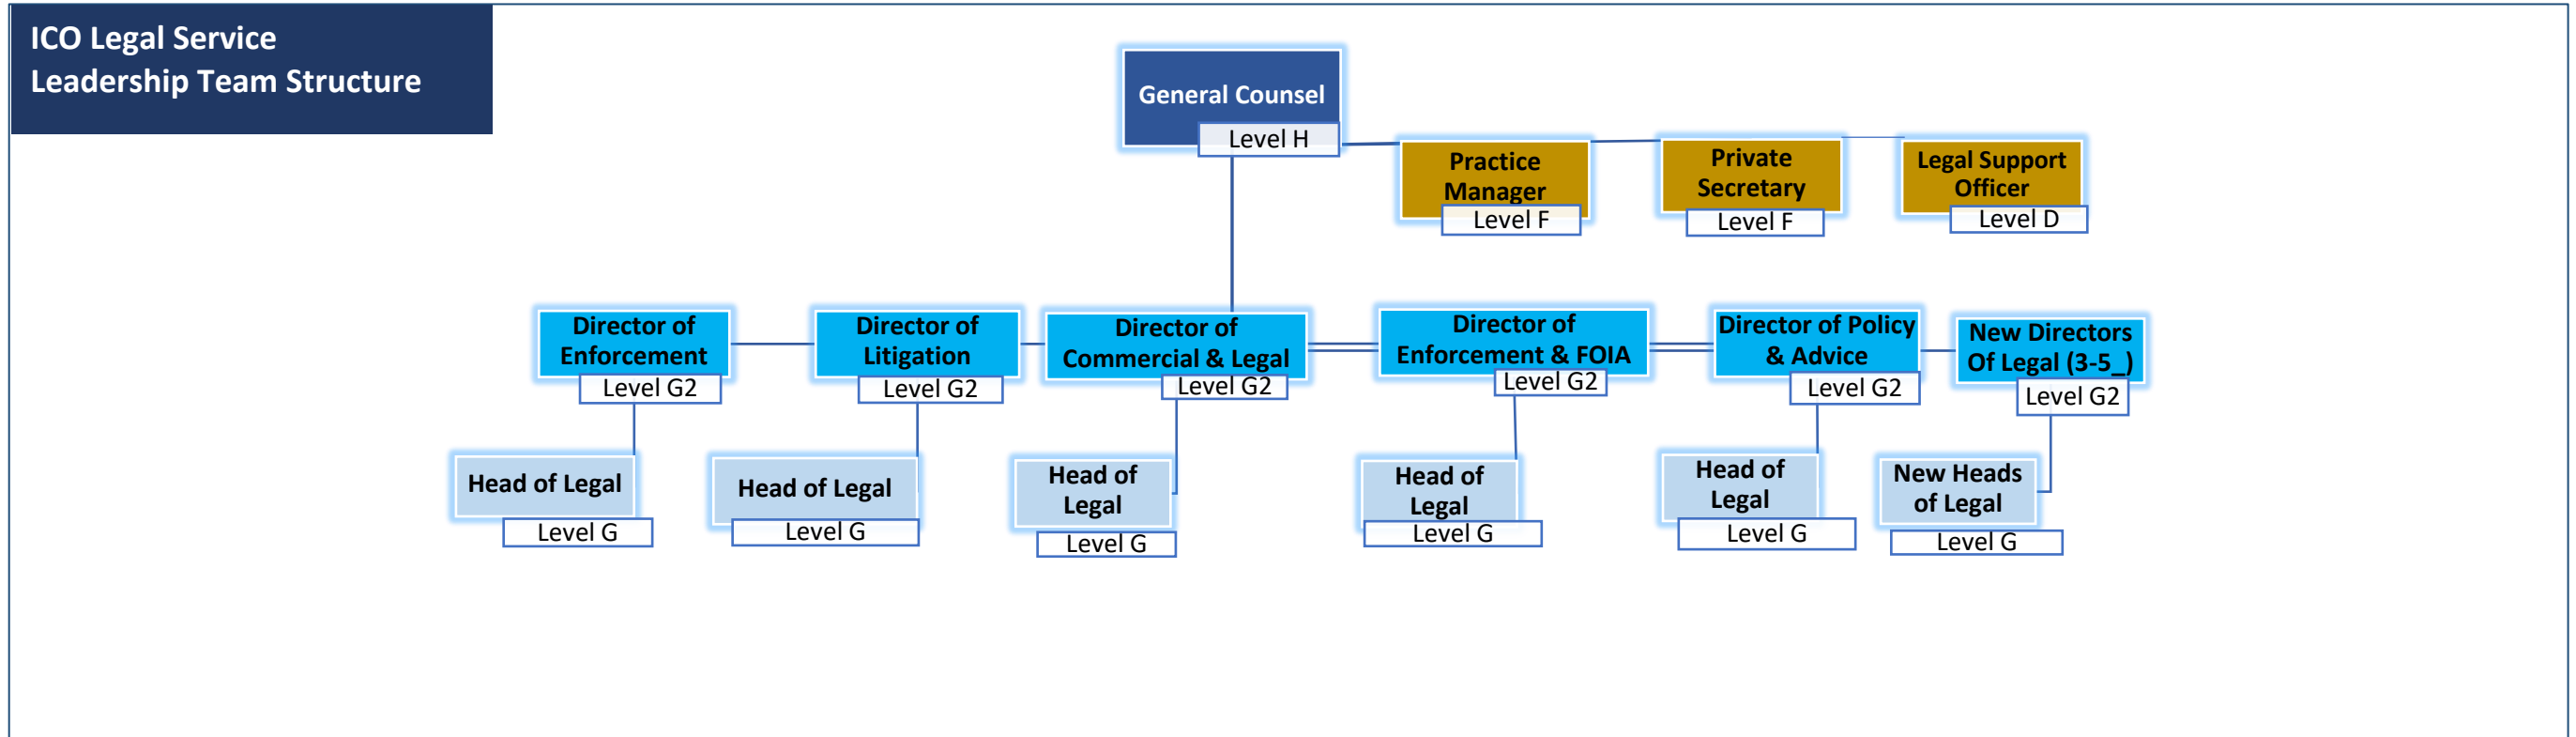 ICO Legal Service
Leadership Team Structure
General Counsel
Level H
Practice
Manager
Level F
Private
Secretary
Level F
Legal Support
Officer
Level D
Director of
Enforcement
Level G2
Director of
Litigation
Level G2
Director of
Commercial & Legal
Level G2
Director of
Enforcement & FOIA
Level G2
Director of Policy
& Advice
Level G2
New Directors
Of Legal (3-5_)
Level G2
Head of Legal
Level G
Head of Legal
Level G
Head of
Legal
Level G
Head of
Legal
Level G
Head of
Legal
Level G
New Heads
of Legal
Level G